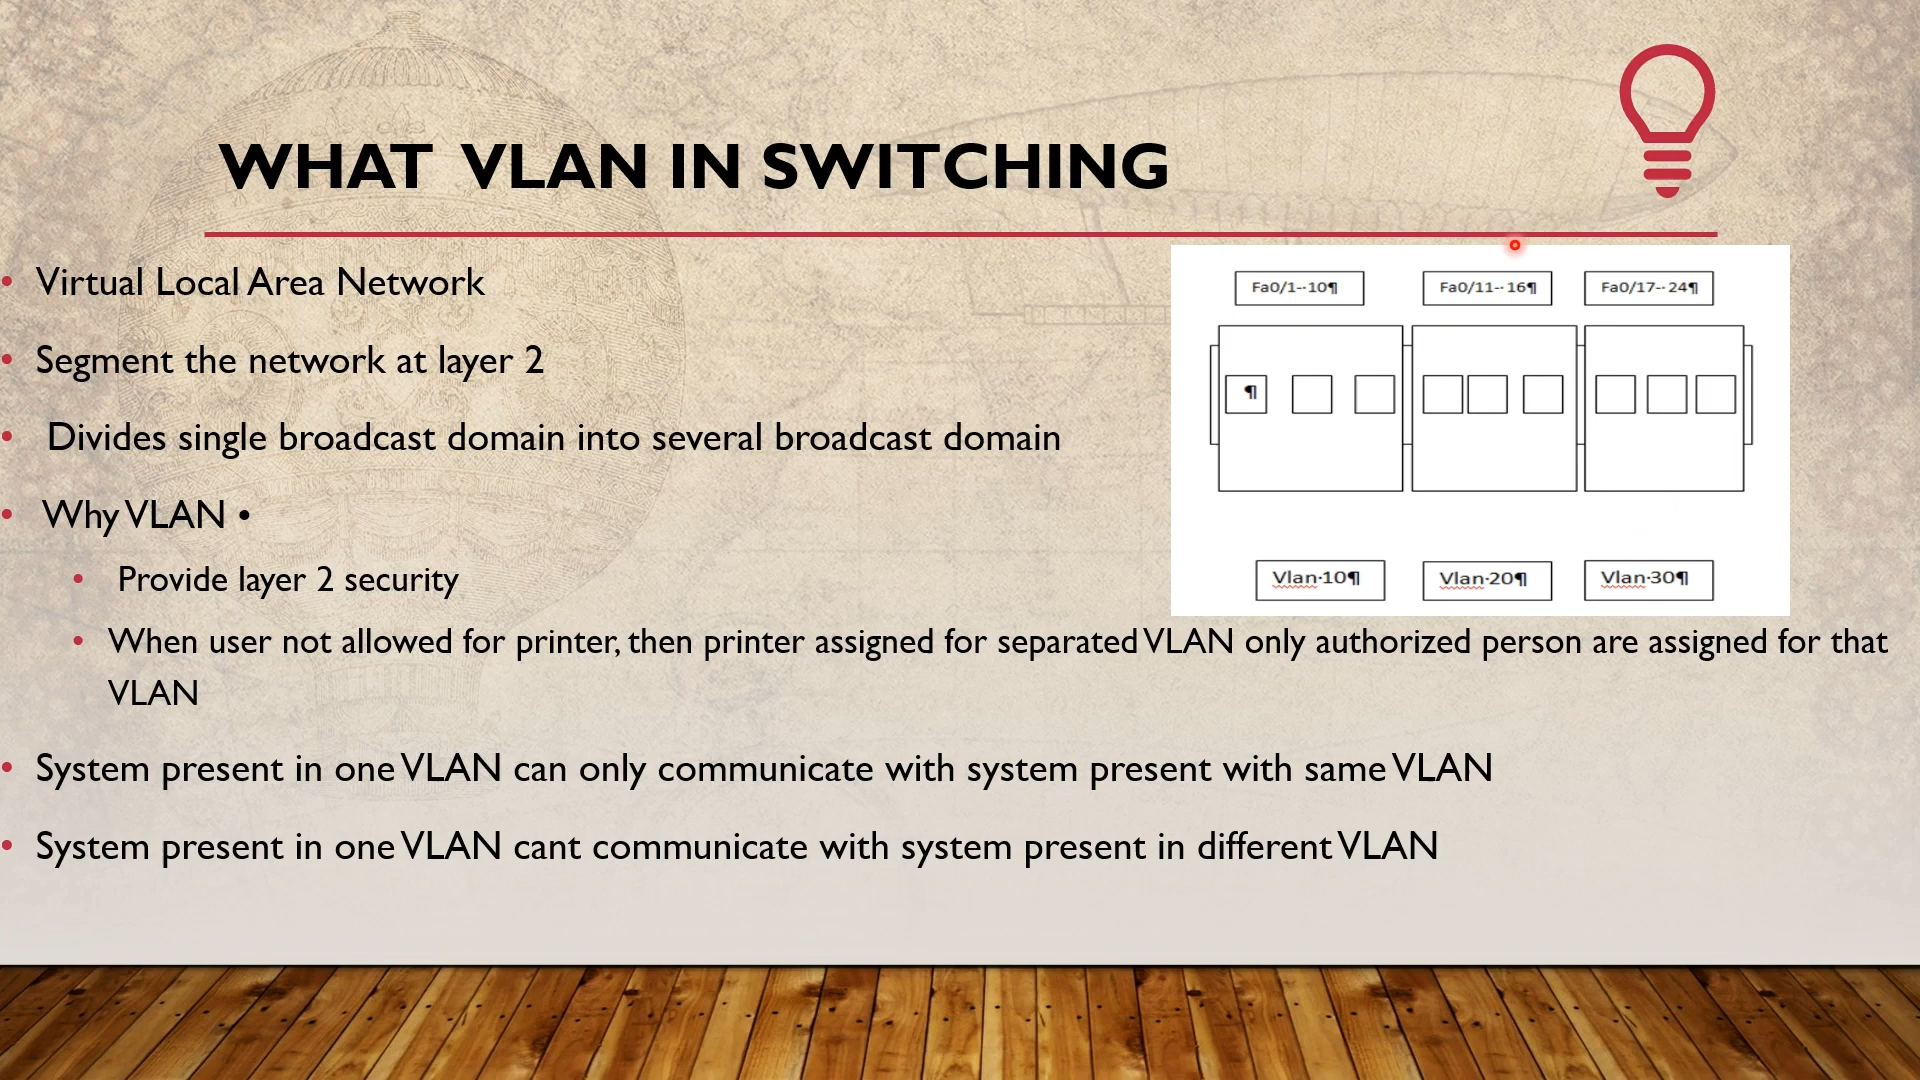 WHAT VLAN IN SWITCHING
• Virtual Local Area Network
• Segment the network at layer 2
• Divides single broadcast domain into several broadcast domain
• Why VLAN •
• Provide layer 2 security
• When user not allowed for printer, then printer assigned for separated VLAN only authorized person are assigned for that
VLAN
• System present in one VLAN can only communicate with system present with same VLAN
• System present in one VLAN cant communicate with system present in different VLAN
Fa0/1-·10¶ Fa0/11-·16¶ Fa0/17-·24¶
¶
Vlan·10¶ Vlan·20¶ Vlan·30¶